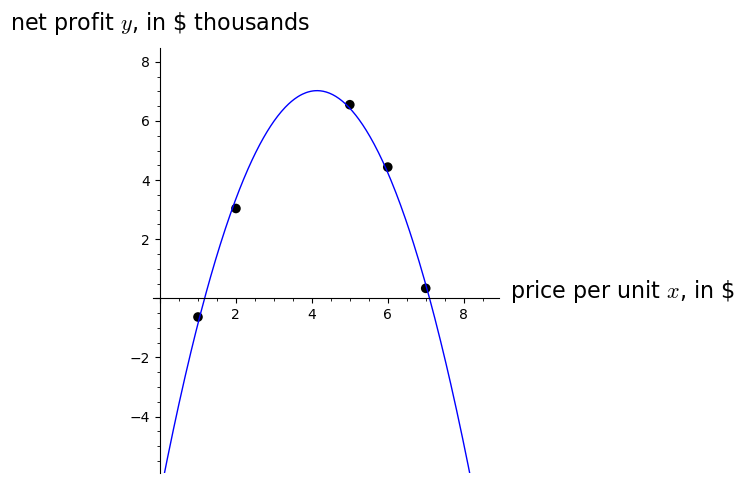 net profit y, in $ thousands
8
6
4
2
2 4 6 8
price per unit x, in $
−2
−4